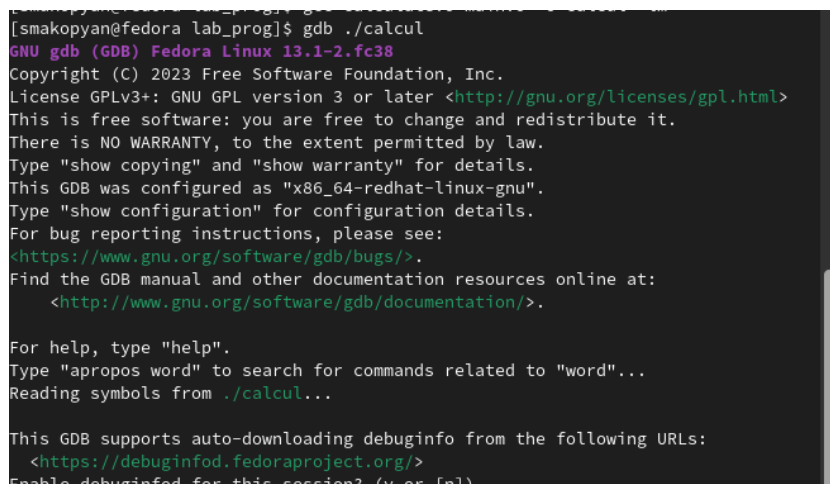 [smakopyan@fedora lab_prog]$ gdb ./calcul
GNU gdb (GDB) Fedora Linux 13.1-2.fc38
Copyright (C) 2023 Free Software Foundation, Inc.
License GPLv3+: GNU GPL version 3 or later <http://gnu.org/licenses/gpl.html>
This is free software: you are free to change and redistribute it.
There is NO WARRANTY, to the extent permitted by law.
Type "show copying" and "show warranty" for details.
This GDB was configured as "x86_64-redhat-linux-gnu".
Type "show configuration" for configuration details.
For bug reporting instructions, please see:
<https://www.gnu.org/software/gdb/bugs/>.
Find the GDB manual and other documentation resources online at:
    <http://www.gnu.org/software/gdb/documentation/>.
For help, type "help".
Type "apropos word" to search for commands related to "word"...
Reading symbols from ./calcul...
This GDB supports auto-downloading debuginfo from the following URLs:
  <https://debuginfod.fedoraproject.org/>
Enable debuginfod for this session? (y or [n])